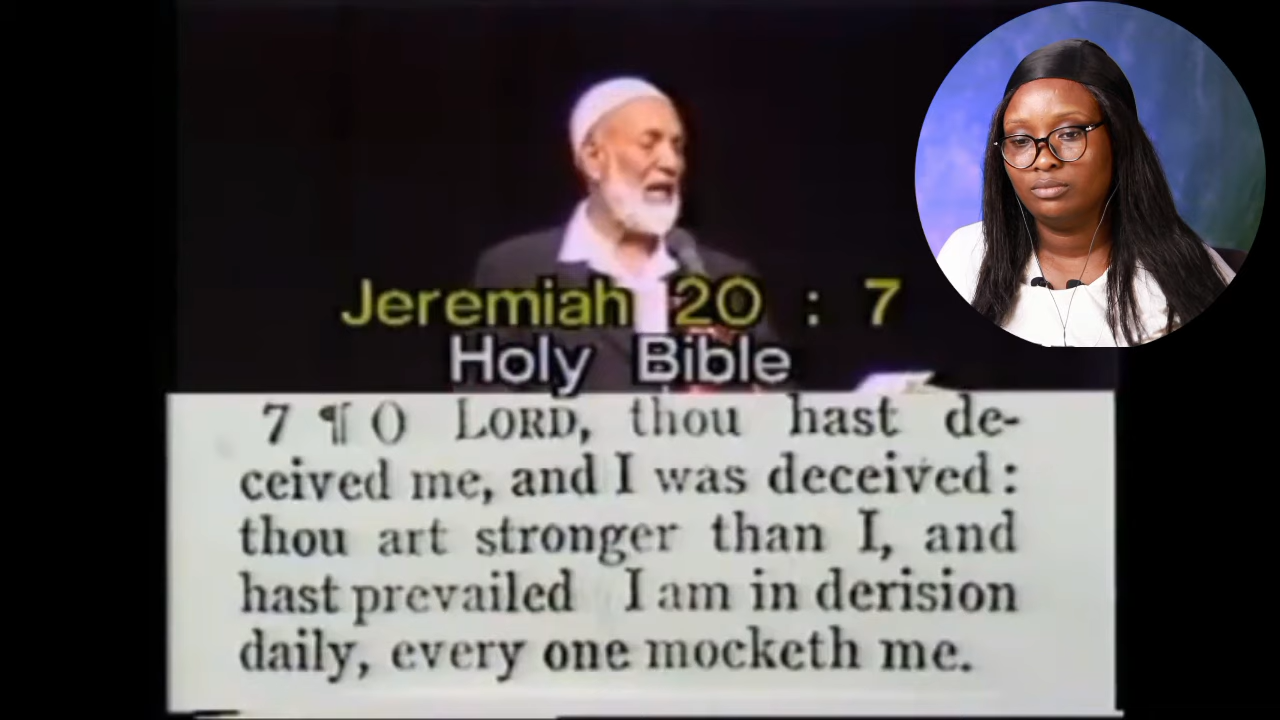 Jeremiah 20 : 7
Holy Bible
7 ¶ O LORD, thou hast de-
ceived me, and I was deceived:
thou art stronger than I, and
hast prevailed I am in derision
daily, every one mocketh me.